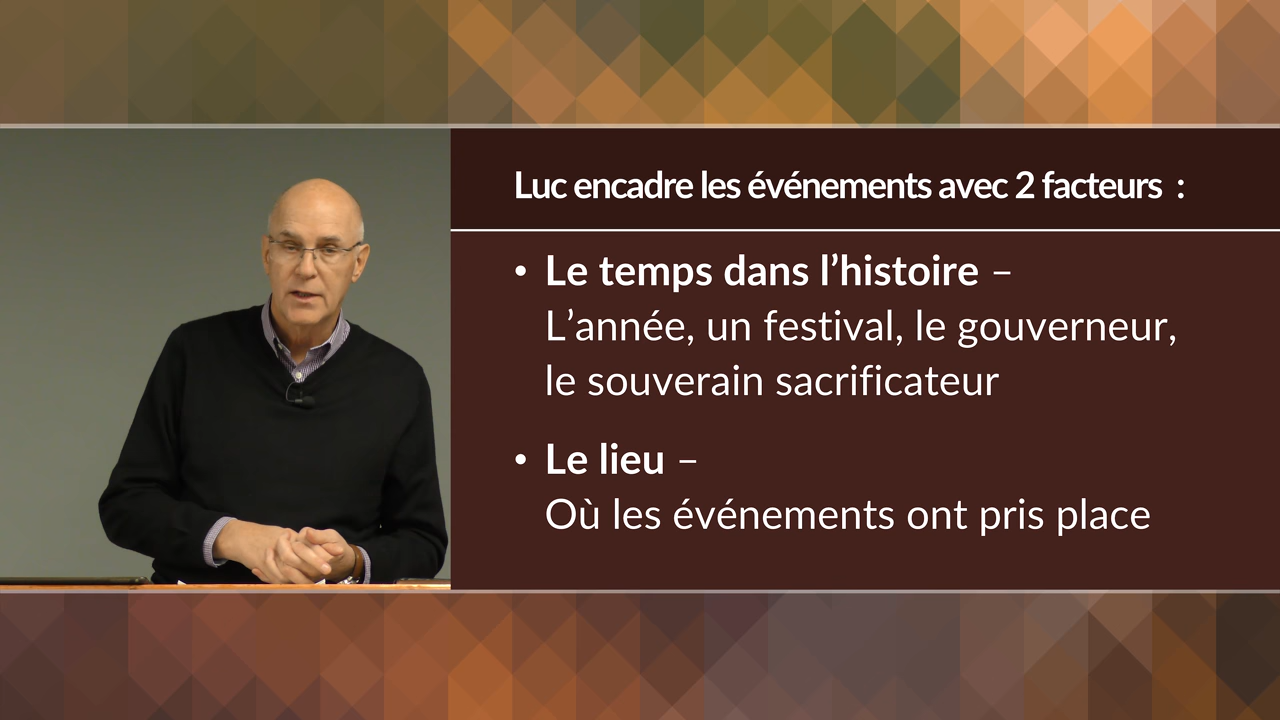 Luc encadre les événements avec 2 facteurs :
• Le temps dans l’histoire –
L’année, un festival, le gouverneur,
le souverain sacrificateur
• Le lieu –
Où les événements ont pris place